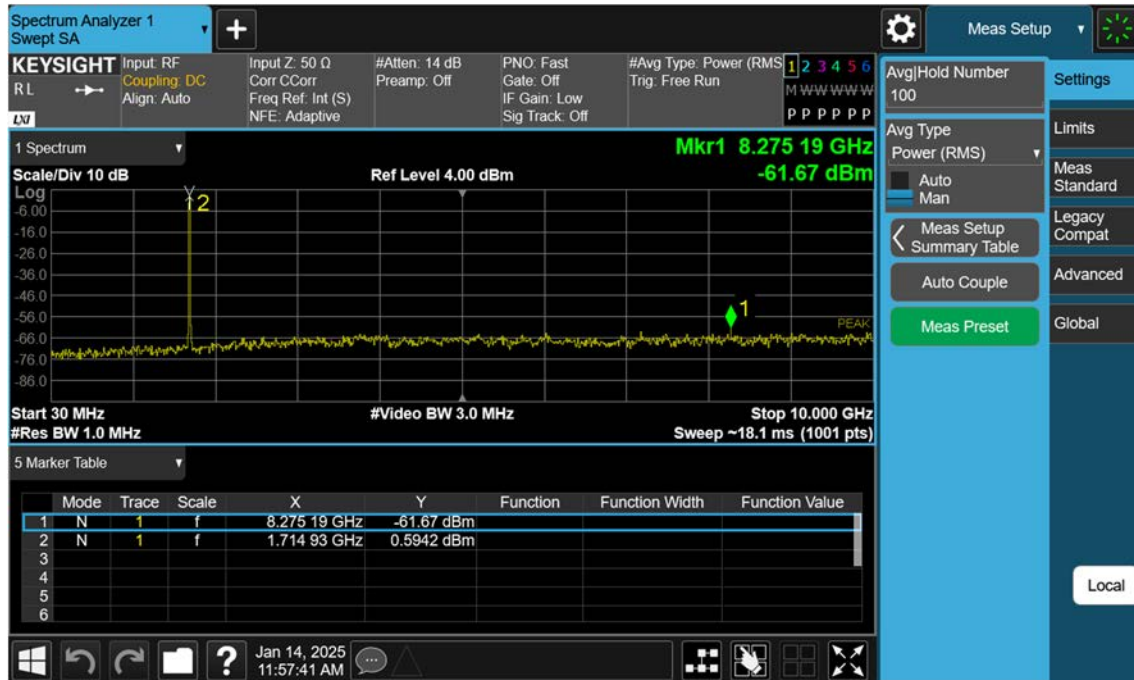 Spectrum Analyzer 1
Swept SA
+
Meas Setup
KEYSIGHT
RL
LXI
Input: RF
Coupling: DC
Align: Auto
Input Z: 50 Ω
Corr CCorr
Freq Ref: Int (S)
NFE: Adaptive
#Atten: 14 dB
Preamp: Off
PNO: Fast
Gate: Off
IF Gain: Low
Sig Track: Off
#Avg Type: Power (RMS
Trig: Free Run
1 2 3 4 5 6
M W W W W W
P P P P P P
1 Spectrum
Scale/Div 10 dB
Ref Level 4.00 dBm
Mkr1 8.275 19 GHz
-61.67 dBm
Log
-6.00
-16.0
-26.0
-36.0
-46.0
-56.0
-66.0
-76.0
-86.0
2
1
PEAK
Start 30 MHz
#Video BW 3.0 MHz
Stop 10.000 GHz
#Res BW 1.0 MHz
Sweep ~18.1 ms (1001 pts)
5 Marker Table
Mode Trace Scale X Y Function Function Width Function Value
1 N 1 f 8.275 19 GHz -61.67 dBm
2 N 1 f 1.714 93 GHz 0.5942 dBm
3
4
5
6
?
Jan 14, 2025
11:57:41 AM
Avg|Hold Number
100
Avg Type
Power (RMS)
Auto
Man
Meas Setup
Summary Table
Auto Couple
Meas Preset
Settings
Limits
Meas
Standard
Legacy
Compat
Advanced
Global
Local